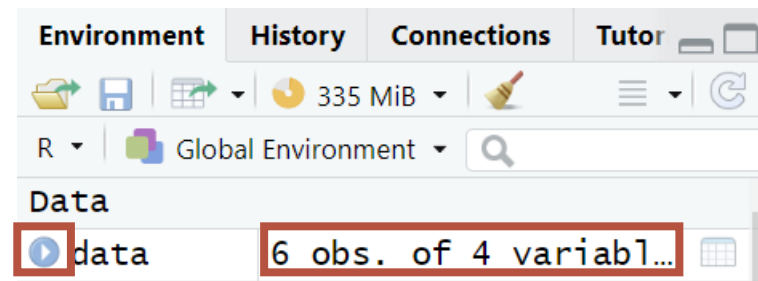 Environment History Connections Tutor
335 MiB
R Global Environment
Data
data 6 obs. of 4 variabl…